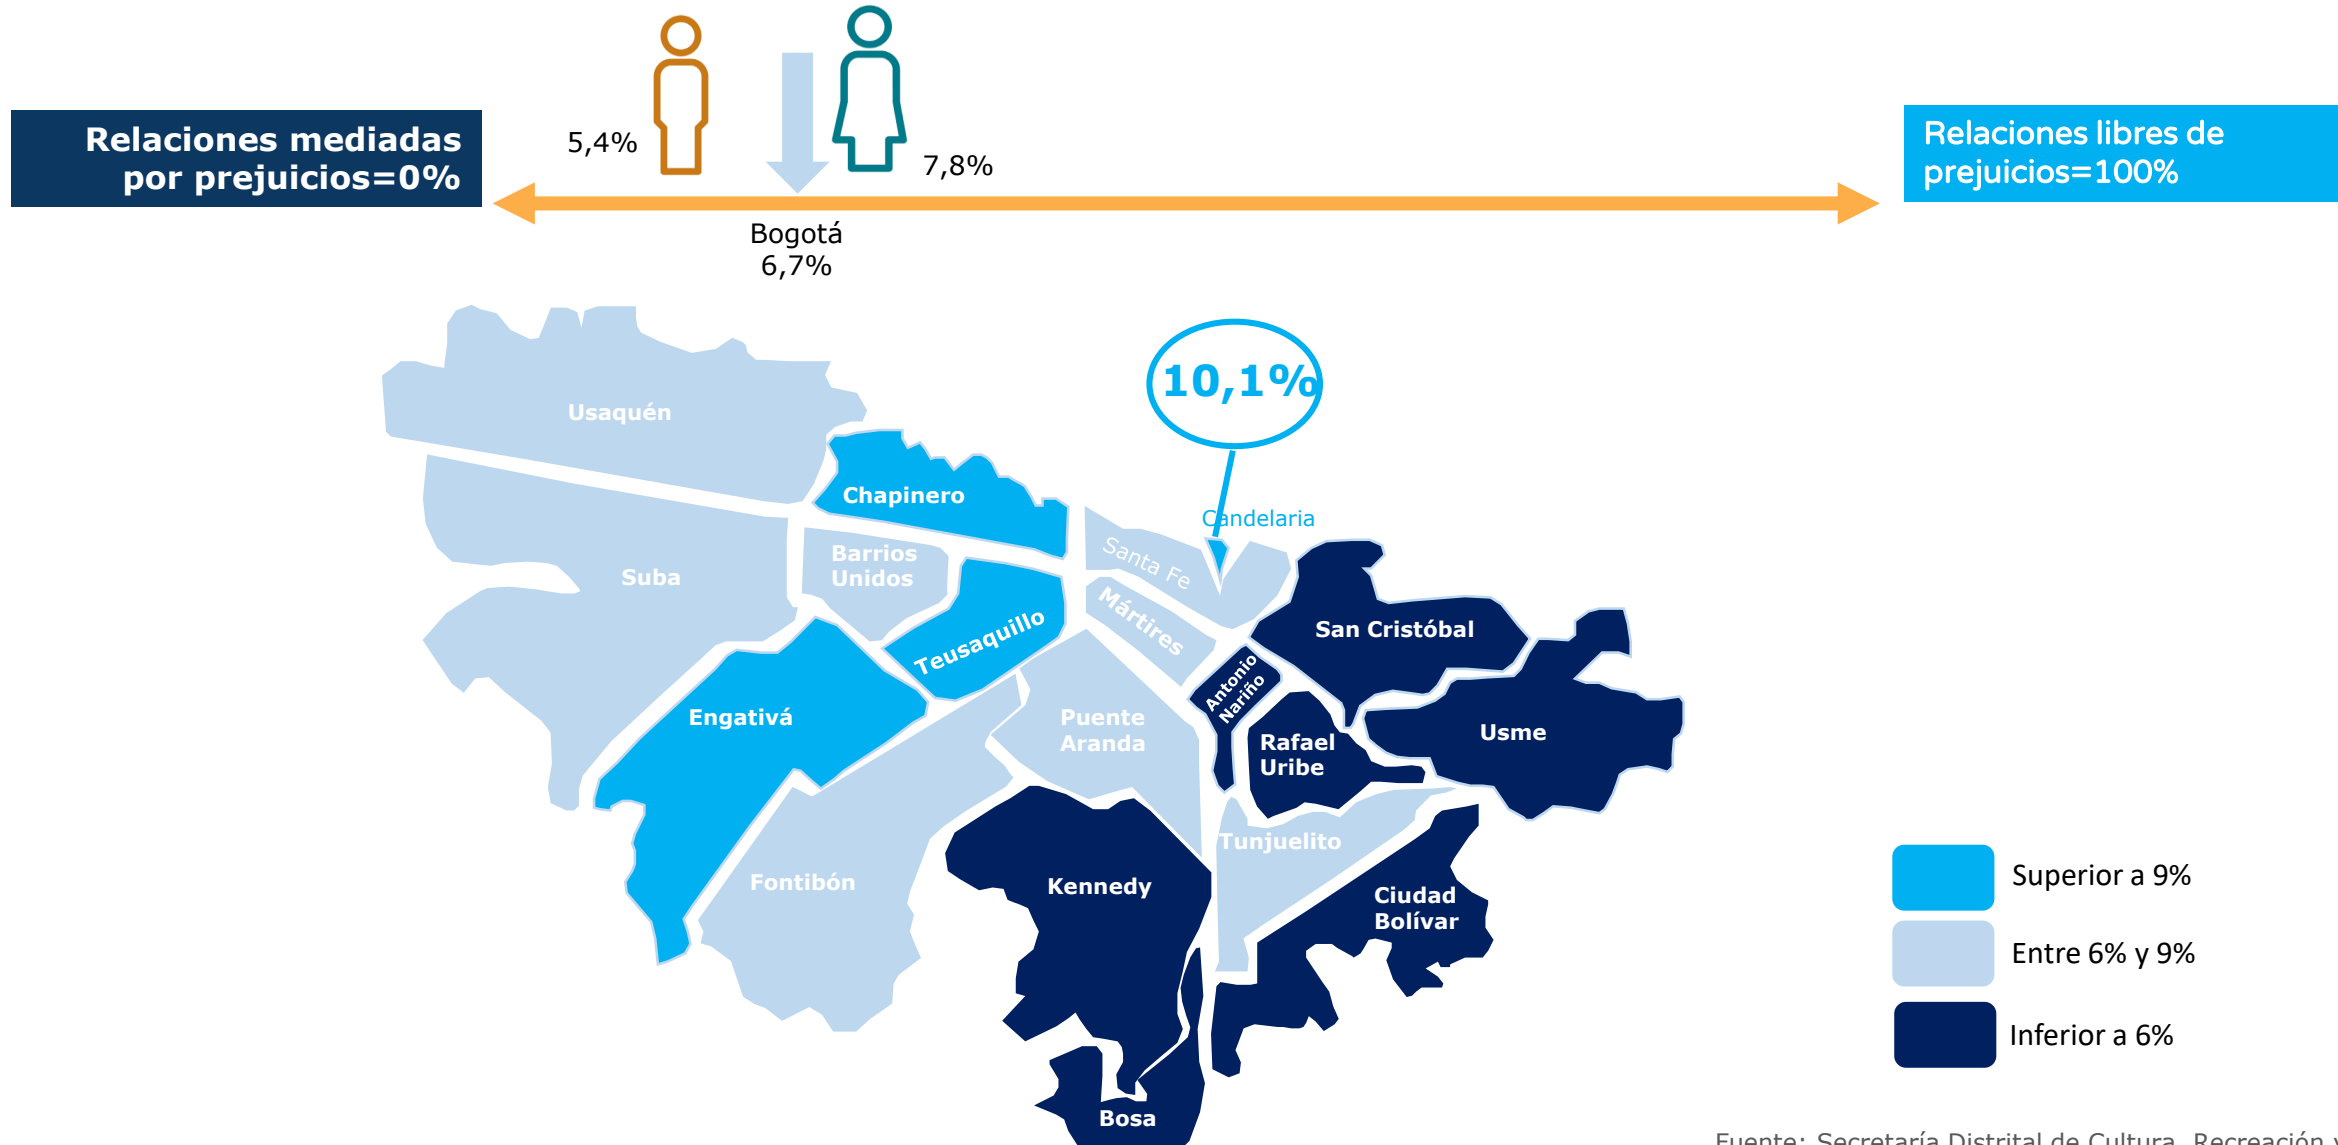 5,4%
7,8%
Relaciones mediadas
por prejuicios=0%
Relaciones libres de
prejuicios=100%
Bogotá
6,7%
10,1%
Usaquén
Chapinero
Candelaria
Santa Fe
Barrios
Unidos
Suba
Mártires
Teusaquillo
San Cristóbal
Antonio
Nariño
Engativá
Puente
Aranda
Rafael
Uribe
Usme
Tunjuelito
Fontibón
Kennedy
Ciudad
Bolívar
Bosa
Superior a 9%
Entre 6% y 9%
Inferior a 6%
Fuente: Secretaría Distrital de Cultura, Recreación y